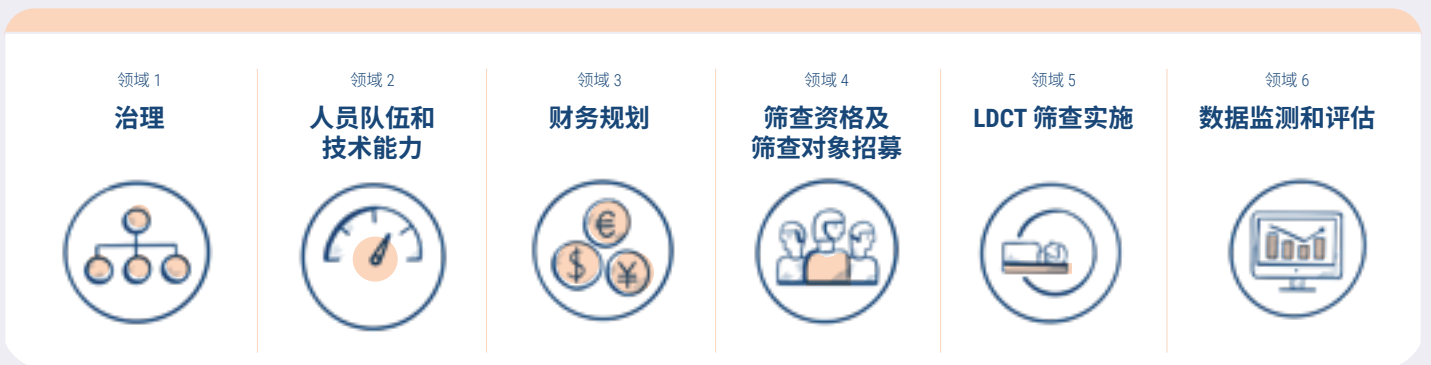 领域 1
治理
领域 2
人员队伍和
技术能力
领域 3
财务规划
领域 4
筛查资格及
筛查对象招募
领域 5
LDCT 筛查实施
领域 6
数据监测和评估
€
$
¥